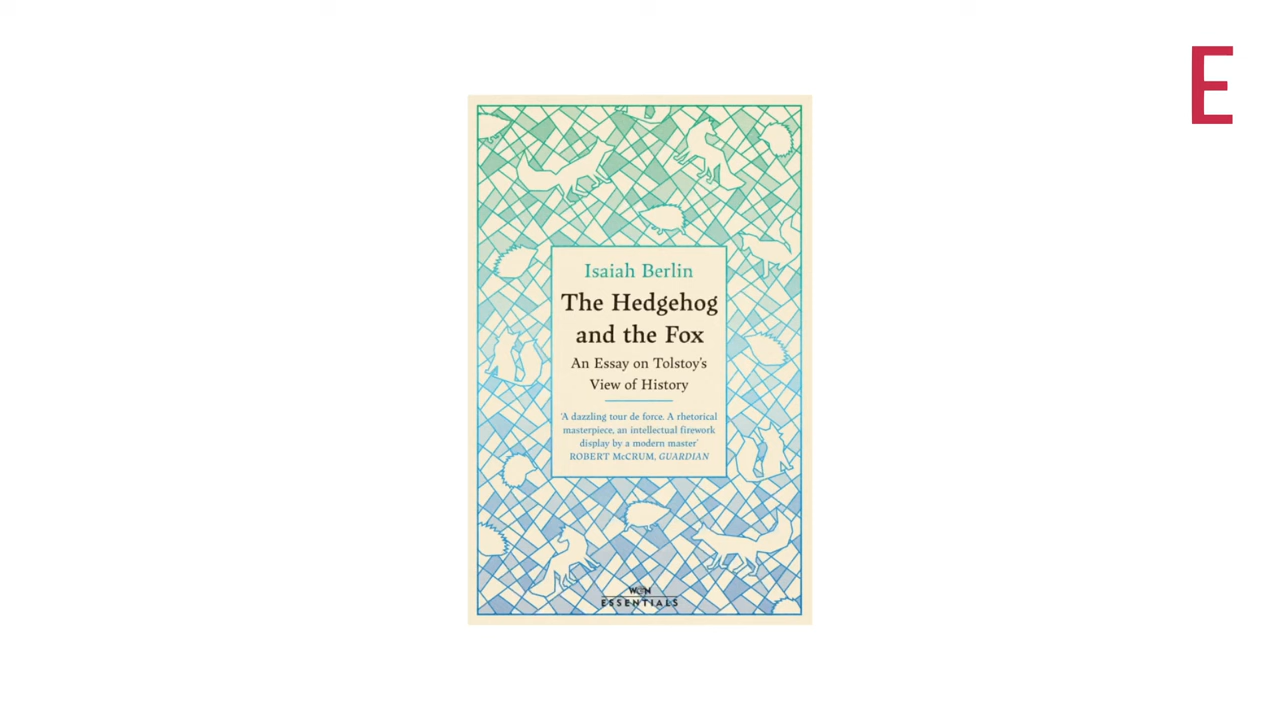 E
Isaiah Berlin
The Hedgehog
and the Fox
An Essay on Tolstoy's
View of History
'A dazzling tour de force. A rhetorical
masterpiece, an intellectual firework
display by a modern master'
ROBERT McCRUM, GUARDIAN
W&N
ESSENTIALS